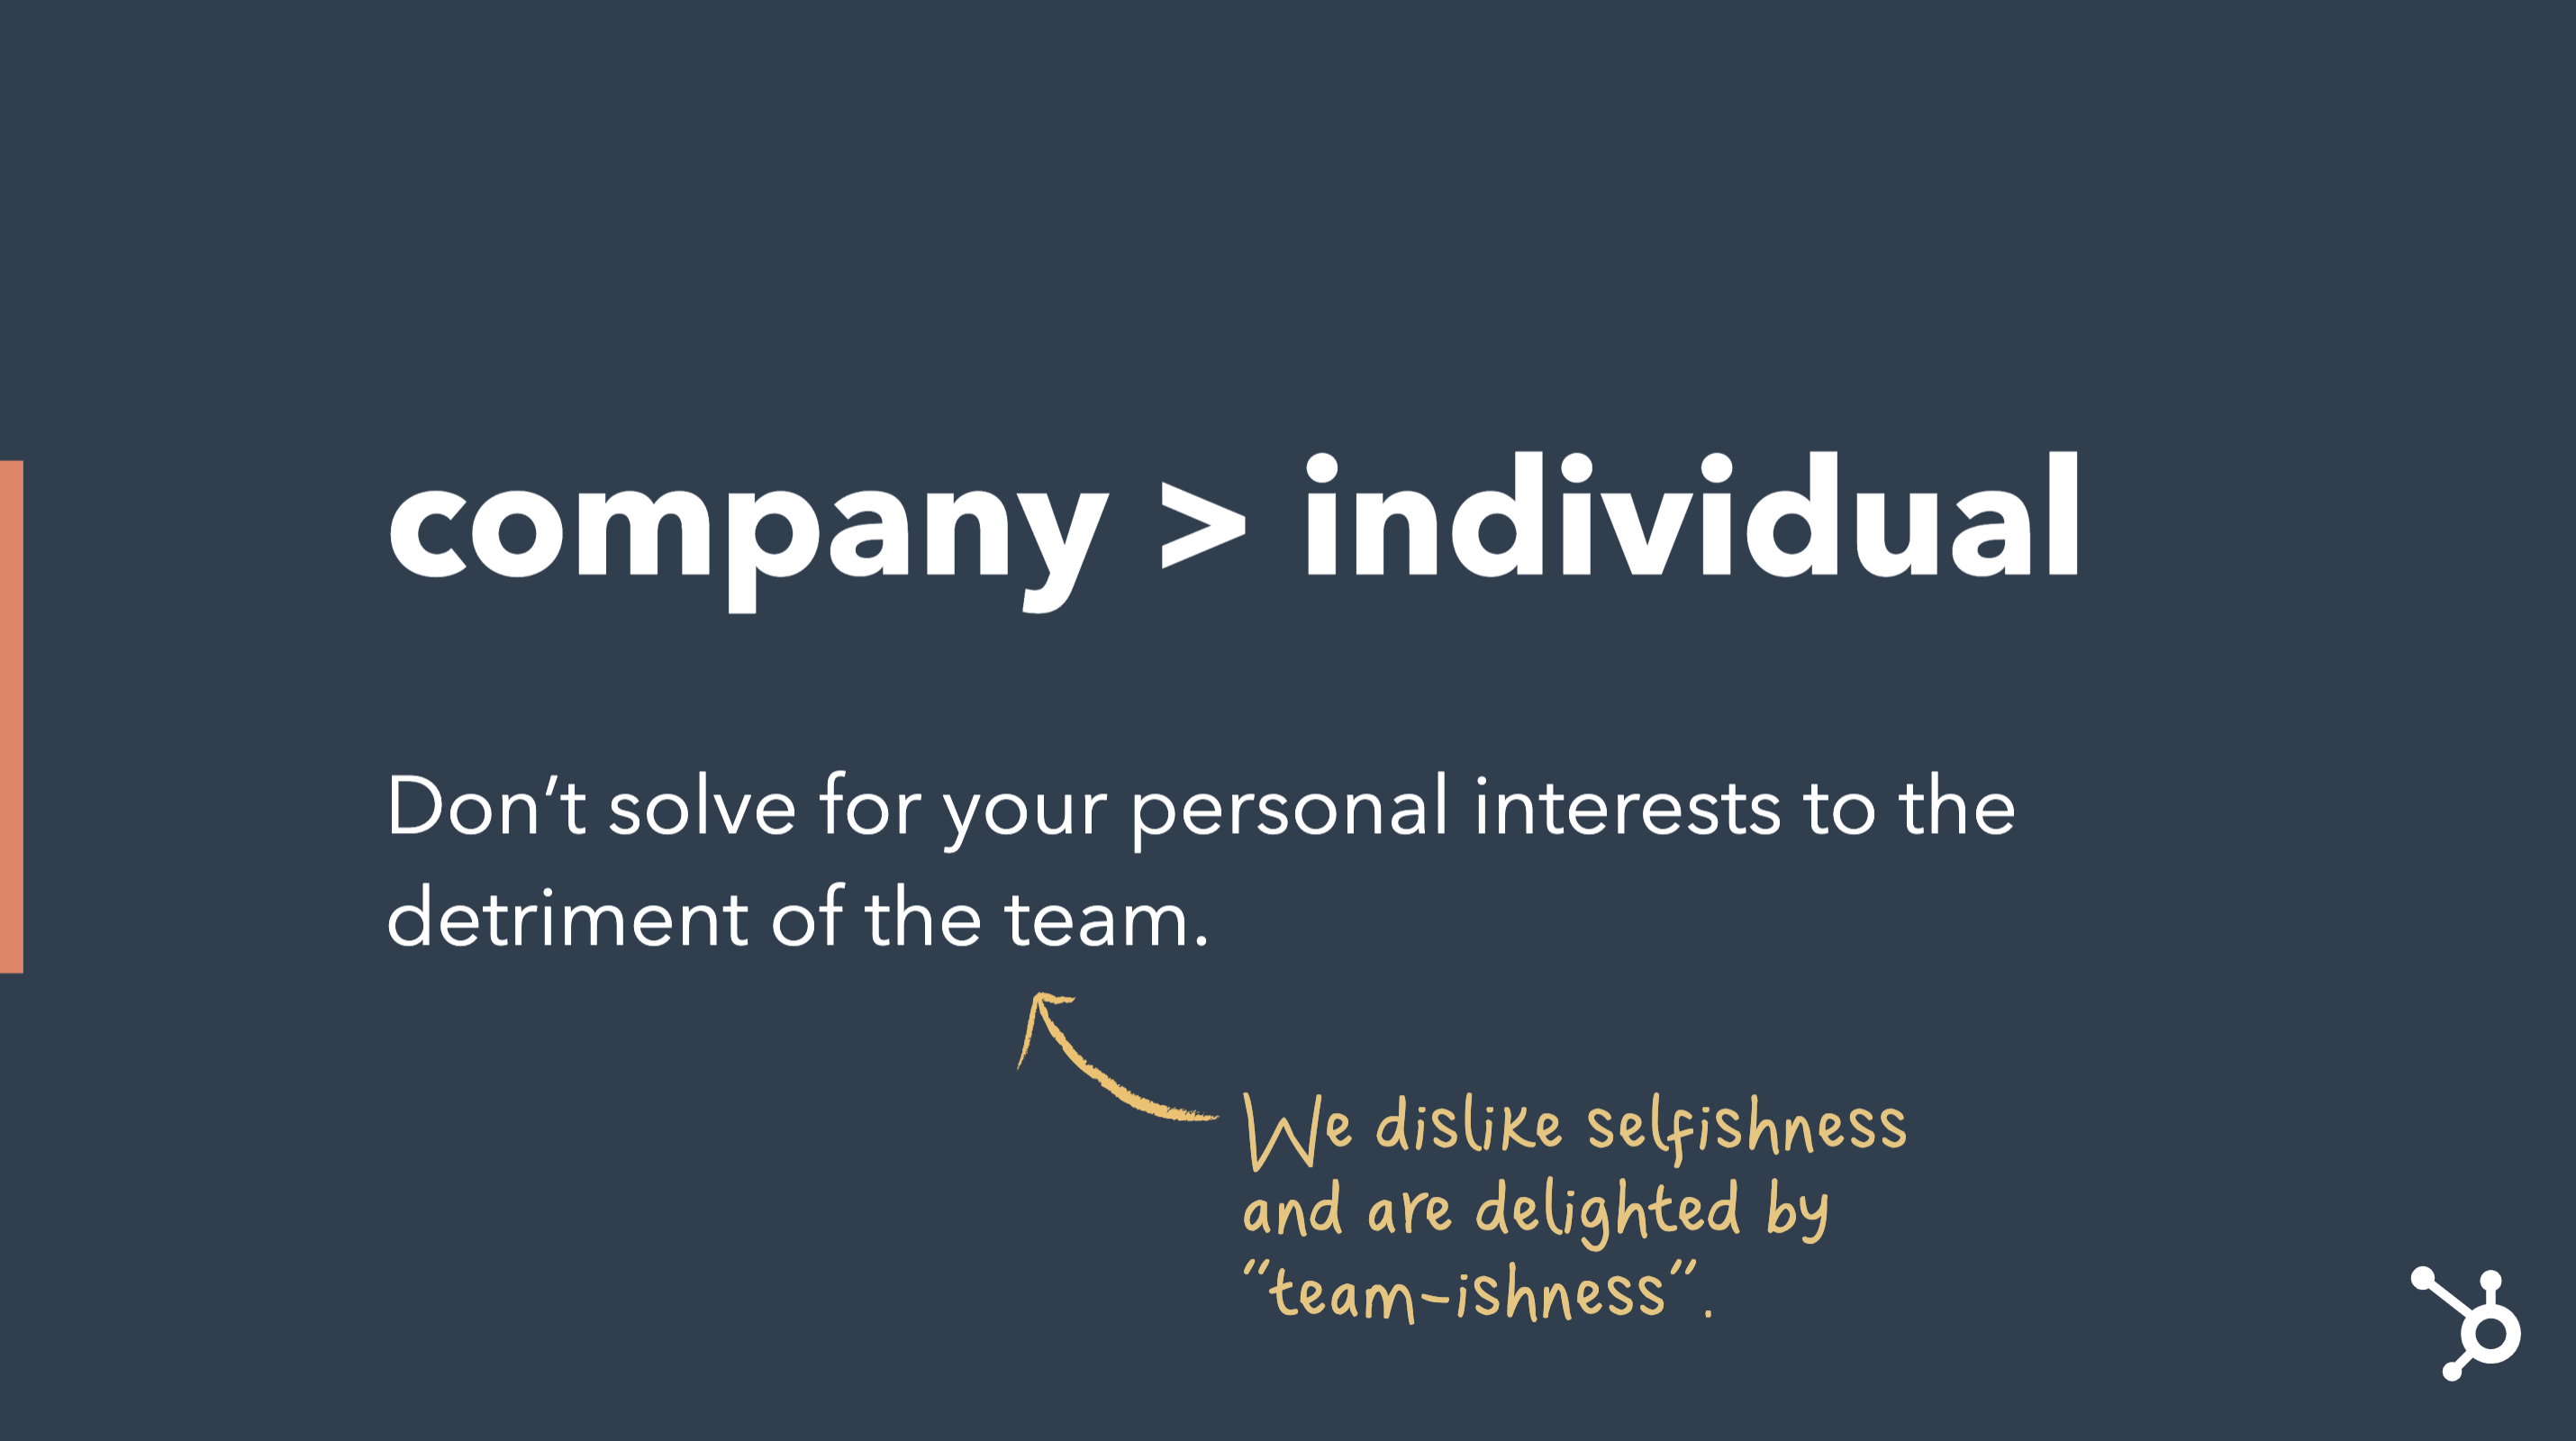 company > individual
Don’t solve for your personal interests to the
detriment of the team.
We dislike selfishness
and are delighted by
“team-ishness”.